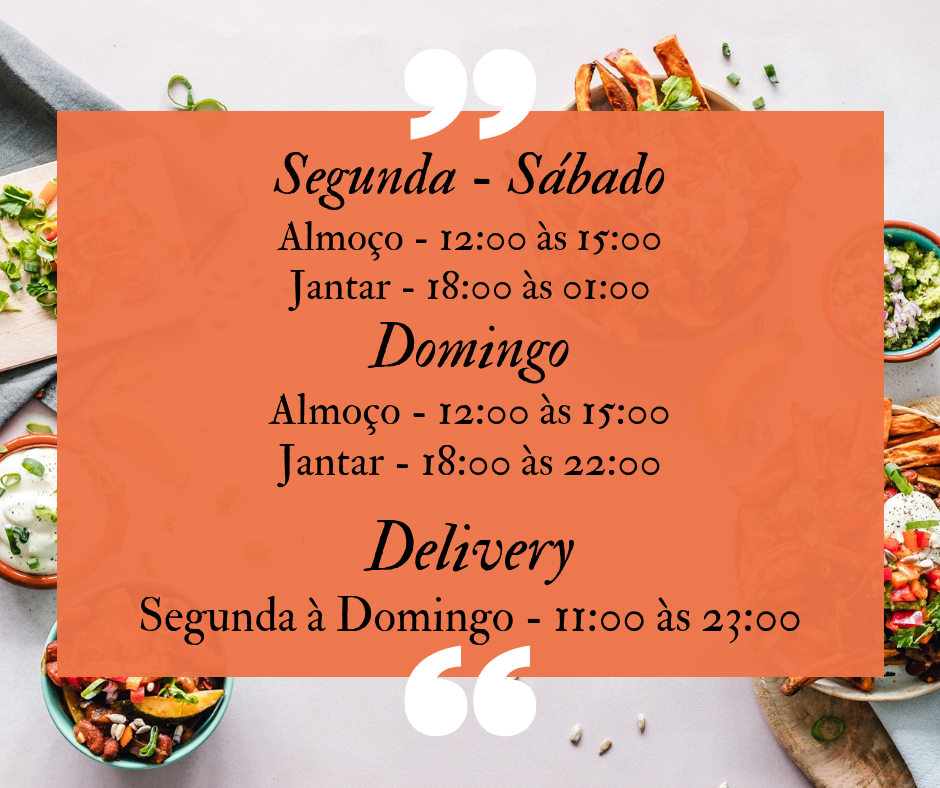 Segunda - Sábado
Almoço - 12:00 às 15:00
Jantar - 18:00 às 01:00
Domingo
Almoço - 12:00 às 15:00
Jantar - 18:00 às 22:00
Delivery
Segunda à Domingo - 11:00 às 23:00